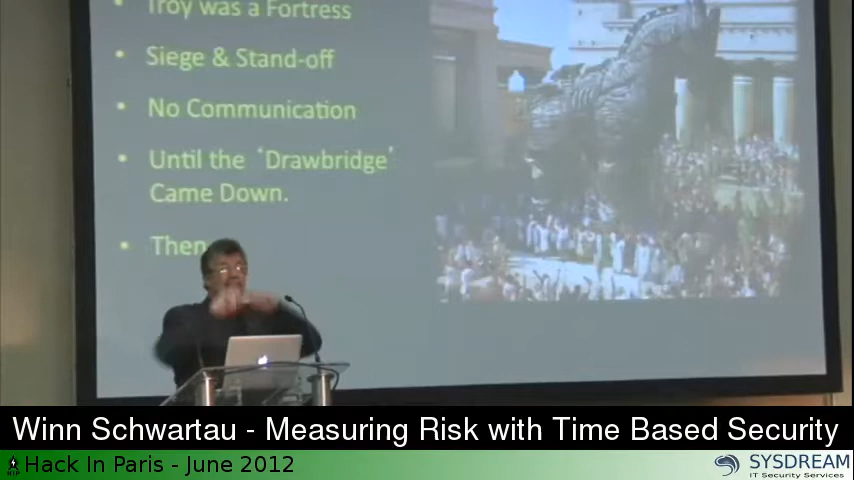 Troy was a Fortress
Siege & Stand-off
No Communication
Until the ‘Drawbridge’
Came Down.
Then
Winn Schwartau - Measuring Risk with Time Based Security
Hack In Paris - June 2012
SYSDREAM
IT Security Services